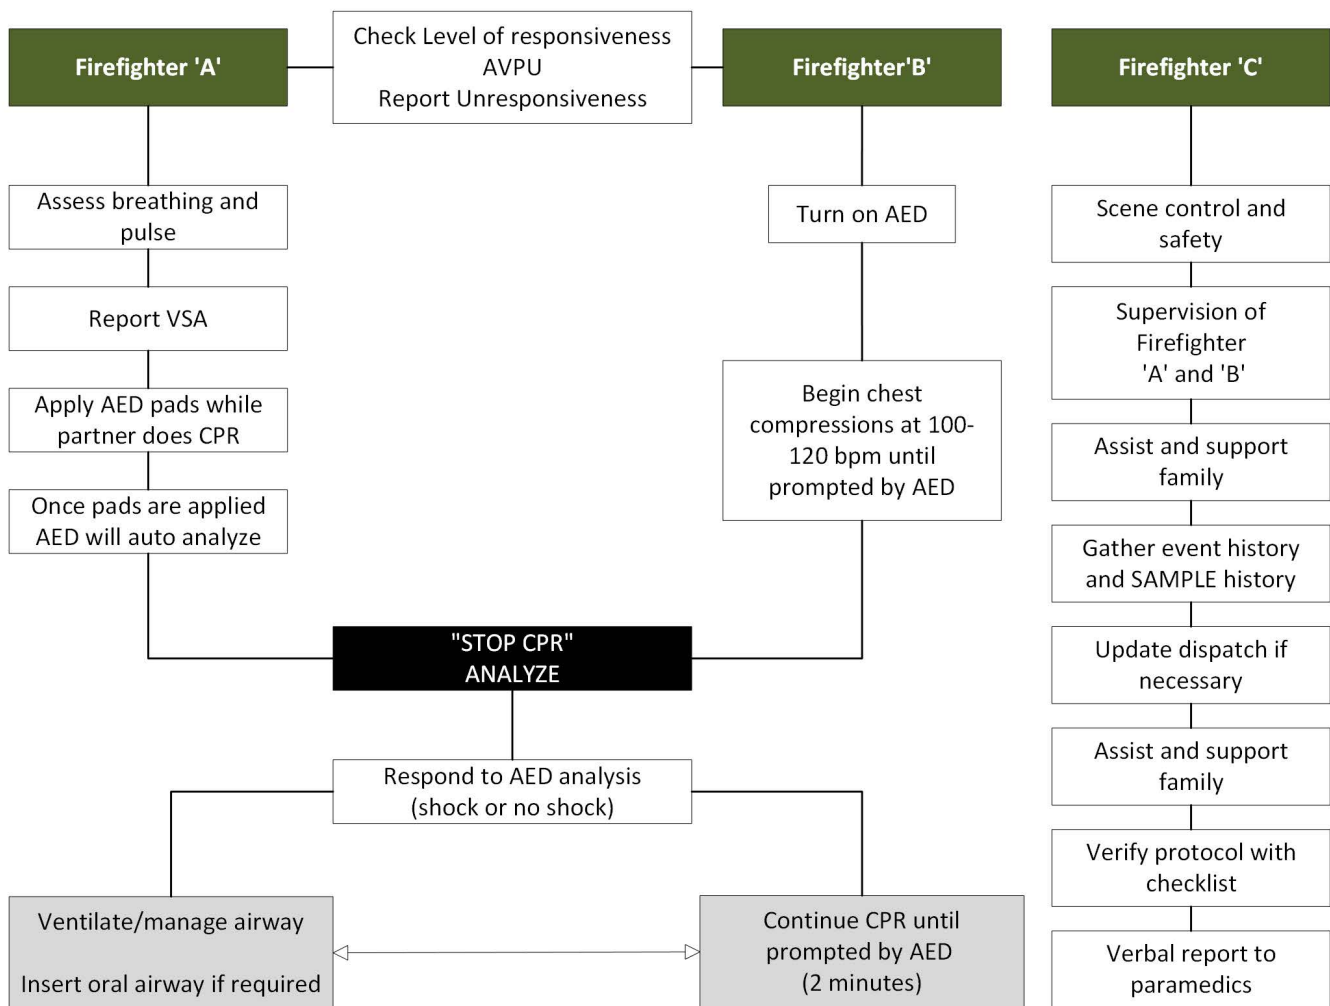 Firefighter 'A'
Check Level of responsiveness
AVPU
Report Unresponsiveness
Firefighter'B'
Firefighter 'C'
Assess breathing and
pulse
Report VSA
Apply AED pads while
partner does CPR
Once pads are applied
AED will auto analyze
Turn on AED
Begin chest
compressions at 100-
120 bpm until
prompted by AED
"STOP CPR"
ANALYZE
Respond to AED analysis
(shock or no shock)
Ventilate/manage airway
Insert oral airway if required
Continue CPR until
prompted by AED
(2 minutes)
Scene control and
safety
Supervision of
Firefighter
'A' and 'B'
Assist and support
family
Gather event history
and SAMPLE history
Update dispatch if
necessary
Assist and support
family
Verify protocol with
checklist
Verbal report to
paramedics